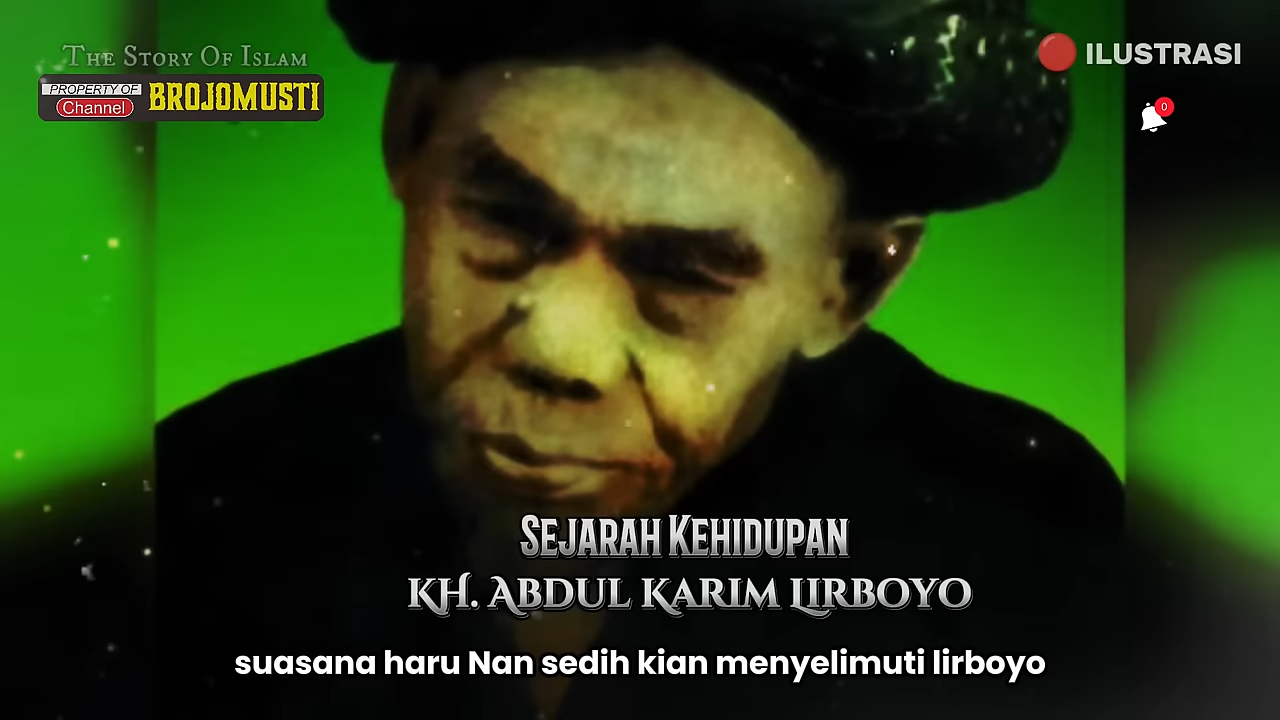 The Story Of Islam
PROPERTY OF
Channel
BROJOMUSTI
ILUSTRASI
0
Sejarah Kehidupan
KH. Abdul Karim Lirboyo
suasana haru Nan sedih kian menyelimuti lirboyo